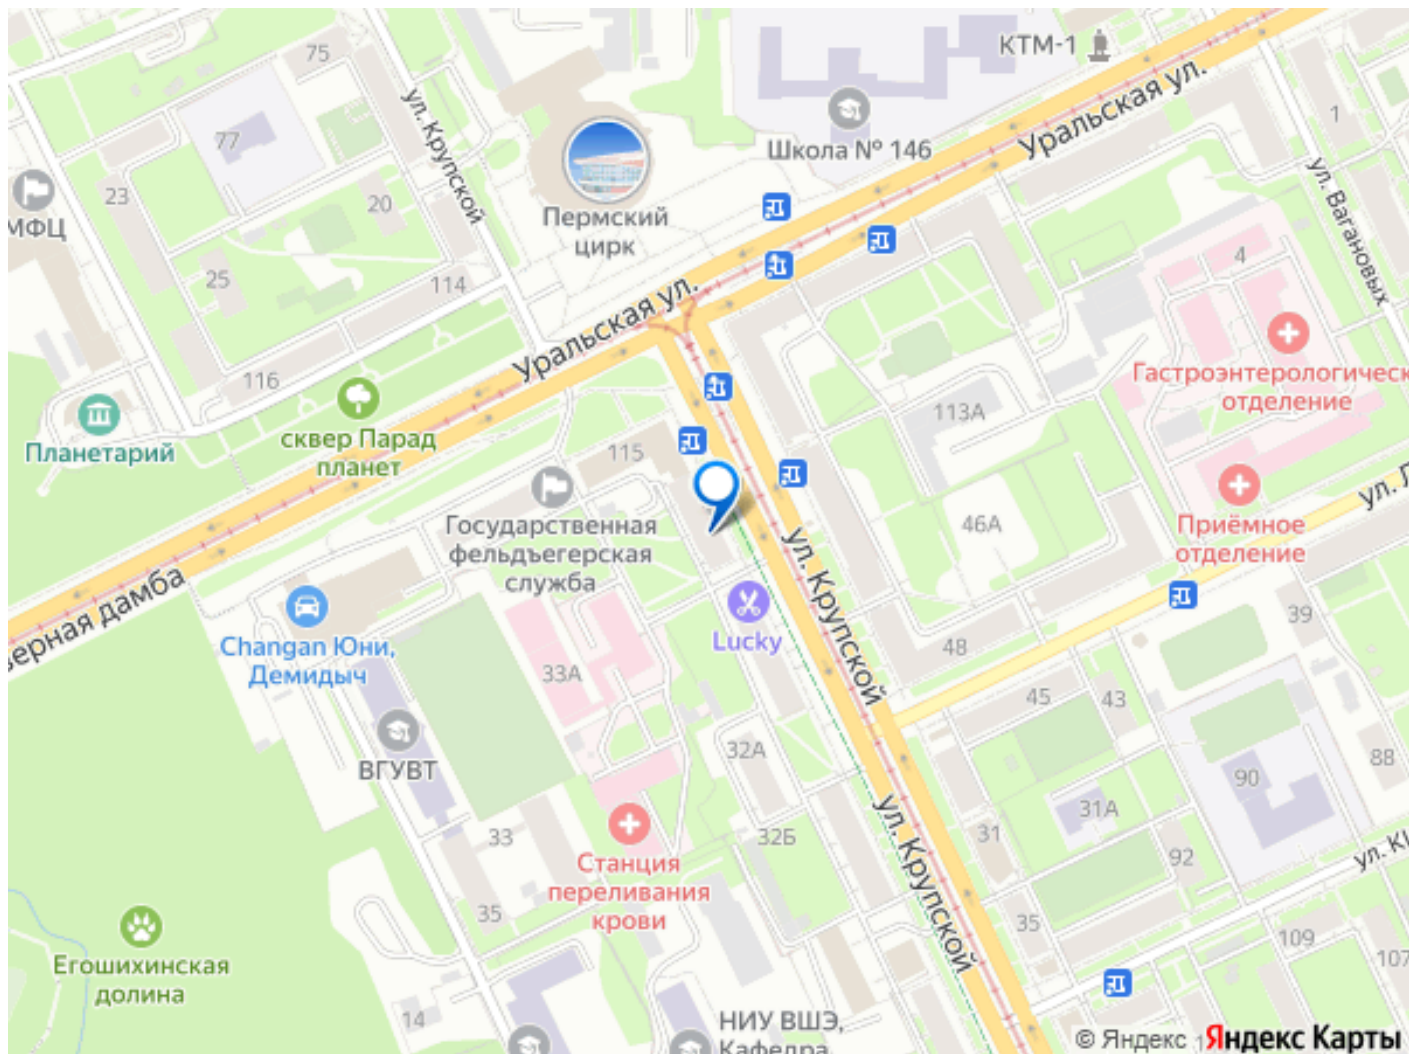 75
КТМ-1
ул. Крупской
Уральская ул.
77
Школа № 146
1
ул. Вагановых
23
20
МФЦ
Пермский
цирк
4
25
114
Уральская ул.
Гастроэнтерологическ
отделение
116
113А
сквер Парад
планет
Планетарий
115
ул. Л
Государственная
фельдъегерская
служба
46А
Приёмное
отделение
ул. Крупской
верная дамба
Changan Юни,
Демидыч
Lucky
39
48
33А
45
43
ВГУВТ
32А
88
90
ул. Крупской
31А
33
32Б
31
92
ул. К
Станция
переливания
крови
35
35
109
107
Егошихинская
долина
14
НИУ ВШЭ,
Кафедра
© Яндекс
Яндекс Карты